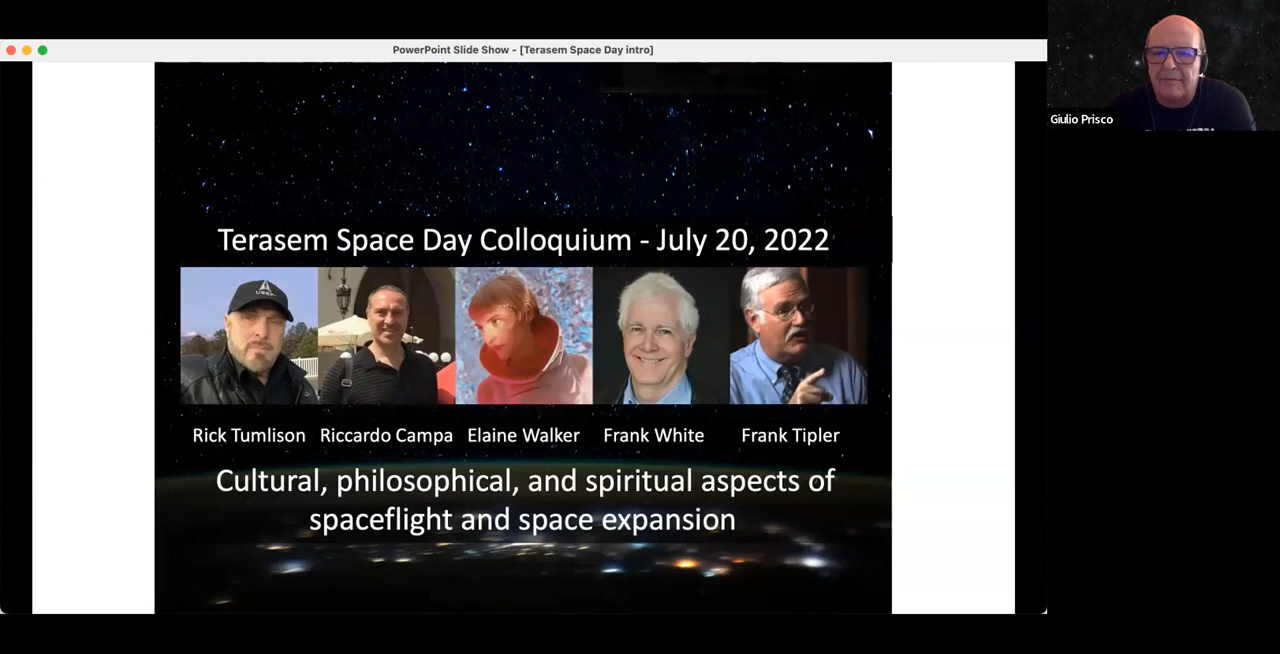 PowerPoint Slide Show - [Terasem Space Day intro]
Giulio Prisco
Terasem Space Day Colloquium - July 20, 2022
Rick Tumlison Riccardo Campa Elaine Walker Frank White Frank Tipler
Cultural, philosophical, and spiritual aspects of
spaceflight and space expansion